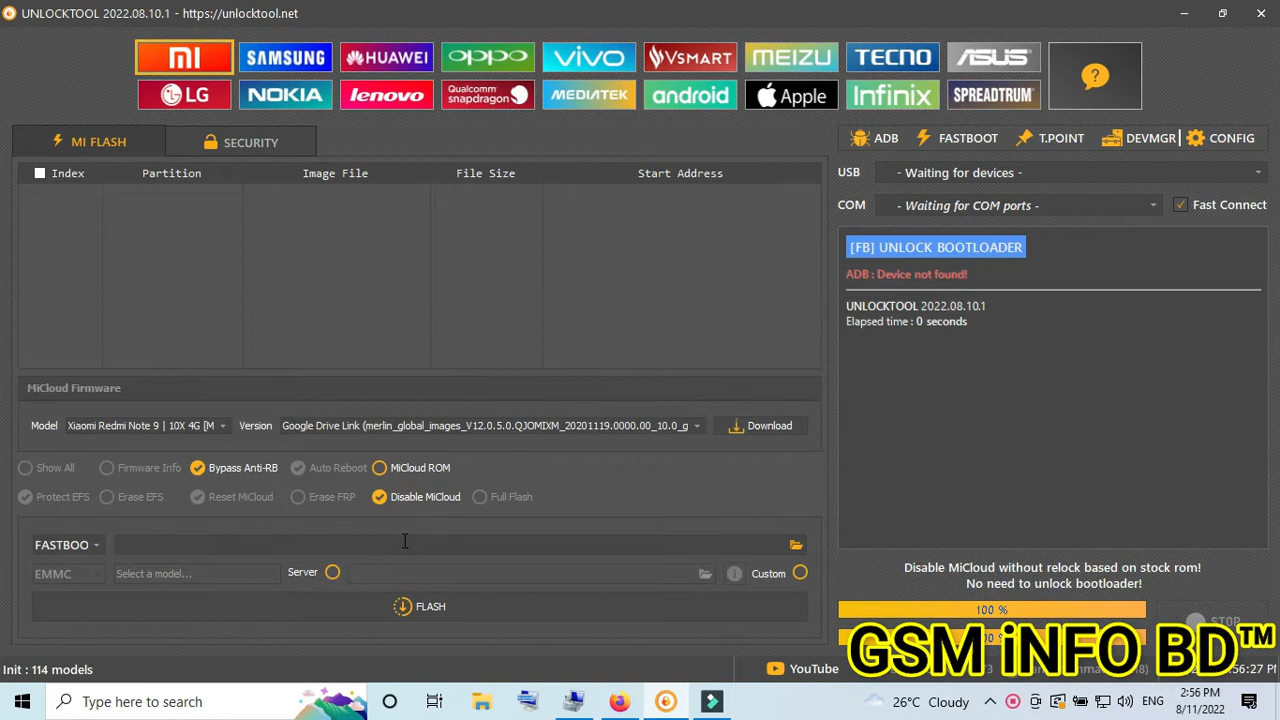 UNLOCKTOOL 2022.08.10.1 - https://unlocktool.net
MI SAMSUNG HUAWEI oppo vivo VSMART MEIZU TECNO ASUS ?
LG NOKIA lenovo Qualcomm snapdragon MEDIATEK android Apple Infinix SPREADTRUM
MI FLASH SECURITY
ADB FASTBOOT T.POINT DEVMGR CONFIG
Index Partition Image File File Size Start Address
USB - Waiting for devices -
COM - Waiting for COM ports - Fast Connect
[FB] UNLOCK BOOTLOADER
ADB : Device not found!
UNLOCKTOOL 2022.08.10.1
Elapsed time : 0 seconds
MiCloud Firmware
Model Xiaomi Redmi Note 9 | 10X 4G [M Version Google Drive Link (merlin_global_images_V12.0.5.0.QJOMIXM_20201119.0000.00_10.0_g Download
Show All Firmware Info Bypass Anti-RB Auto Reboot MiCloud ROM
Protect EFS Erase EFS Reset MiCloud Erase FRP Disable MiCloud Full Flash
FASTBOO
EMMC Select a model... Server Custom
FLASH
Disable MiCloud without relock based on stock rom!
No need to unlock bootloader!
100 %
STOP
GSM iNFO BD™
Init : 114 models
YouTube
Type here to search
26°C Cloudy
ENG
2:56 PM
8/11/2022